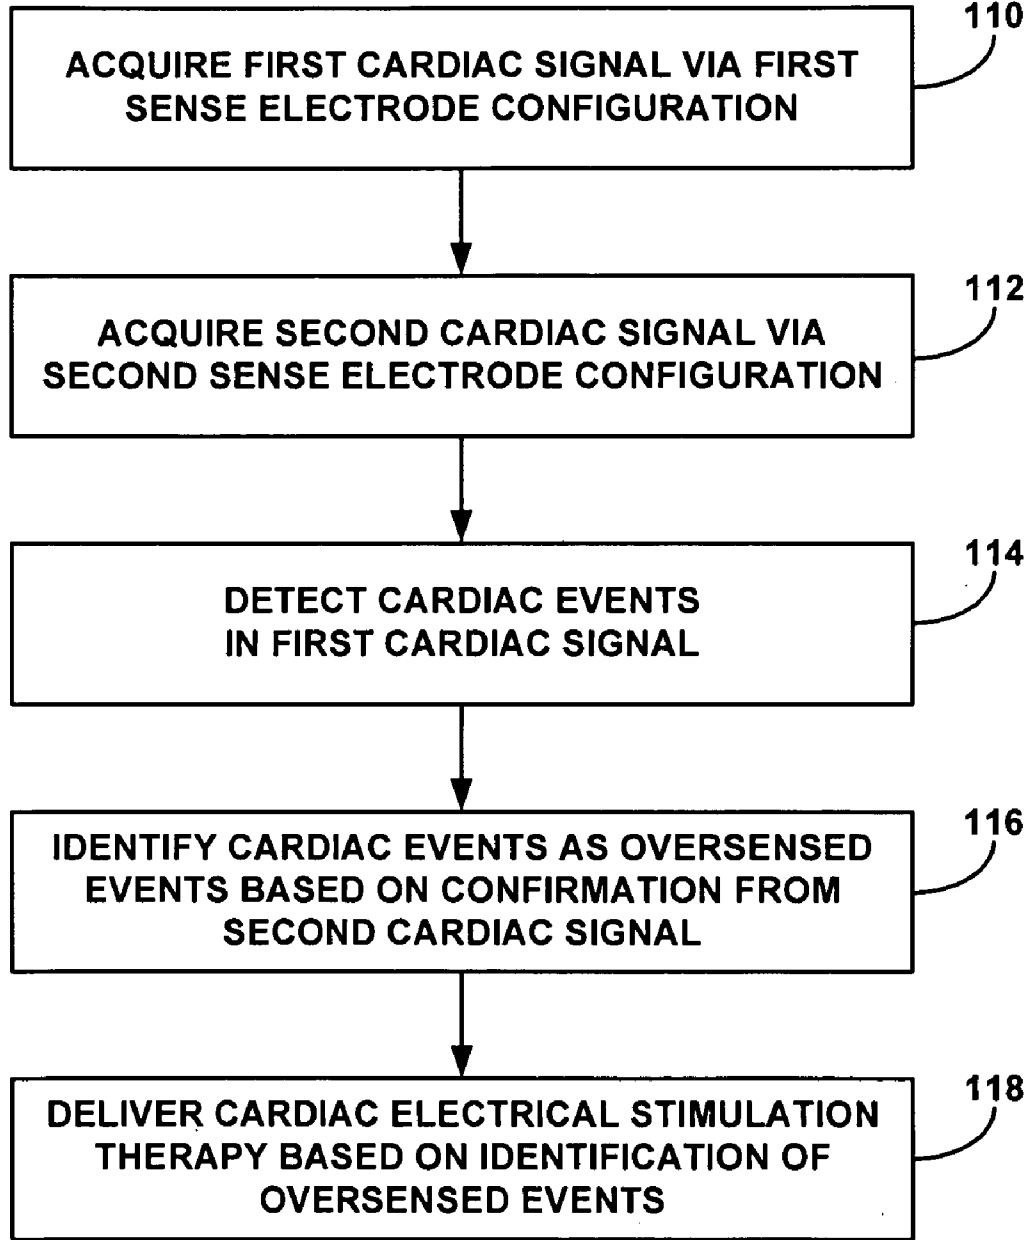 110
ACQUIRE FIRST CARDIAC SIGNAL VIA FIRST
SENSE ELECTRODE CONFIGURATION
112
ACQUIRE SECOND CARDIAC SIGNAL VIA
SECOND SENSE ELECTRODE CONFIGURATION
114
DETECT CARDIAC EVENTS
IN FIRST CARDIAC SIGNAL
116
IDENTIFY CARDIAC EVENTS AS OVERSENSED
EVENTS BASED ON CONFIRMATION FROM
SECOND CARDIAC SIGNAL
118
DELIVER CARDIAC ELECTRICAL STIMULATION
THERAPY BASED ON IDENTIFICATION OF
OVERSENSED EVENTS